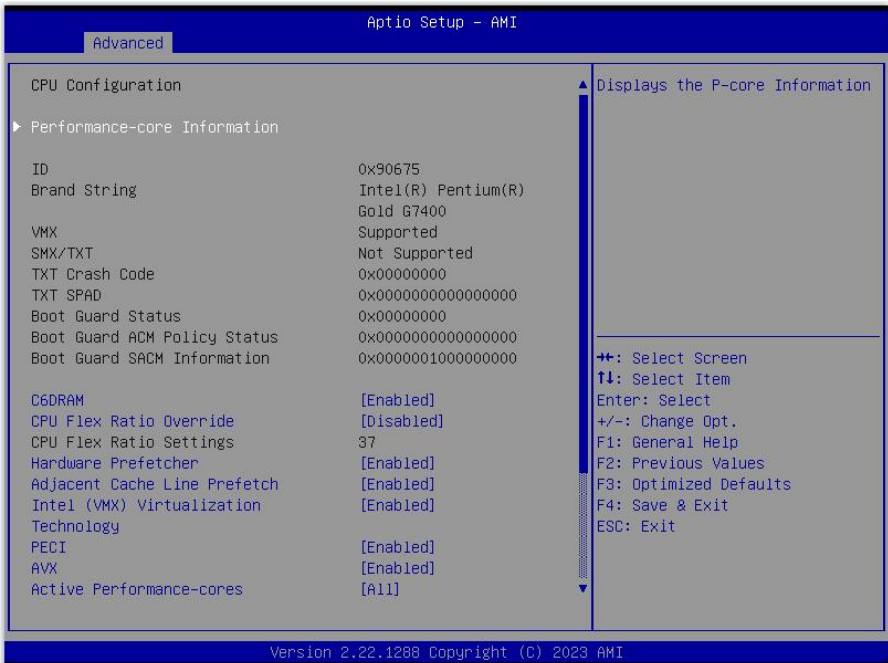 Aptio Setup - AMI
Advanced
CPU Configuration
Performance-core Information
ID 0x90675
Brand String Intel(R) Pentium(R)
Gold G7400
VMX Supported
SMX/TXT Not Supported
TXT Crash Code 0x00000000
TXT SPAD 0x0000000000000000
Boot Guard Status 0x00000000
Boot Guard ACM Policy Status 0x0000000000000000
Boot Guard SACM Information 0x0000001000000000
C6DRAM [Enabled]
CPU Flex Ratio Override [Disabled]
CPU Flex Ratio Settings 37
Hardware Prefetcher [Enabled]
Adjacent Cache Line Prefetch [Enabled]
Intel (VMX) Virtualization [Enabled]
Technology
PECI [Enabled]
AVX [Enabled]
Active Performance-cores [All]
Displays the P-core Information
→←: Select Screen
↑↓: Select Item
Enter: Select
+/-: Change Opt.
F1: General Help
F2: Previous Values
F3: Optimized Defaults
F4: Save & Exit
ESC: Exit
Version 2.22.1288 Copyright (C) 2023 AMI